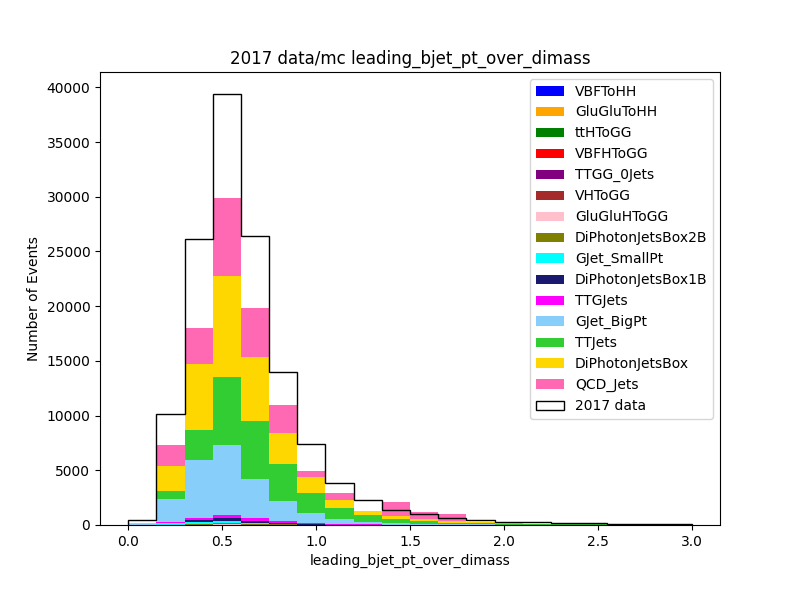 2017 data/mc leading_bjet_pt_over_dimass
Number of Events
40000
35000
30000
25000
20000
15000
10000
5000
0
0.0
0.5
1.0
1.5
2.0
2.5
3.0
leading_bjet_pt_over_dimass
VBFToHH
GluGluToHH
ttHToGG
VBFHToGG
TTGG_0Jets
VHToGG
GluGluHToGG
DiPhotonJetsBox2B
GJet_SmallPt
DiPhotonJetsBox1B
TTGJets
GJet_BigPt
TTJets
DiPhotonJetsBox
QCD_Jets
2017 data